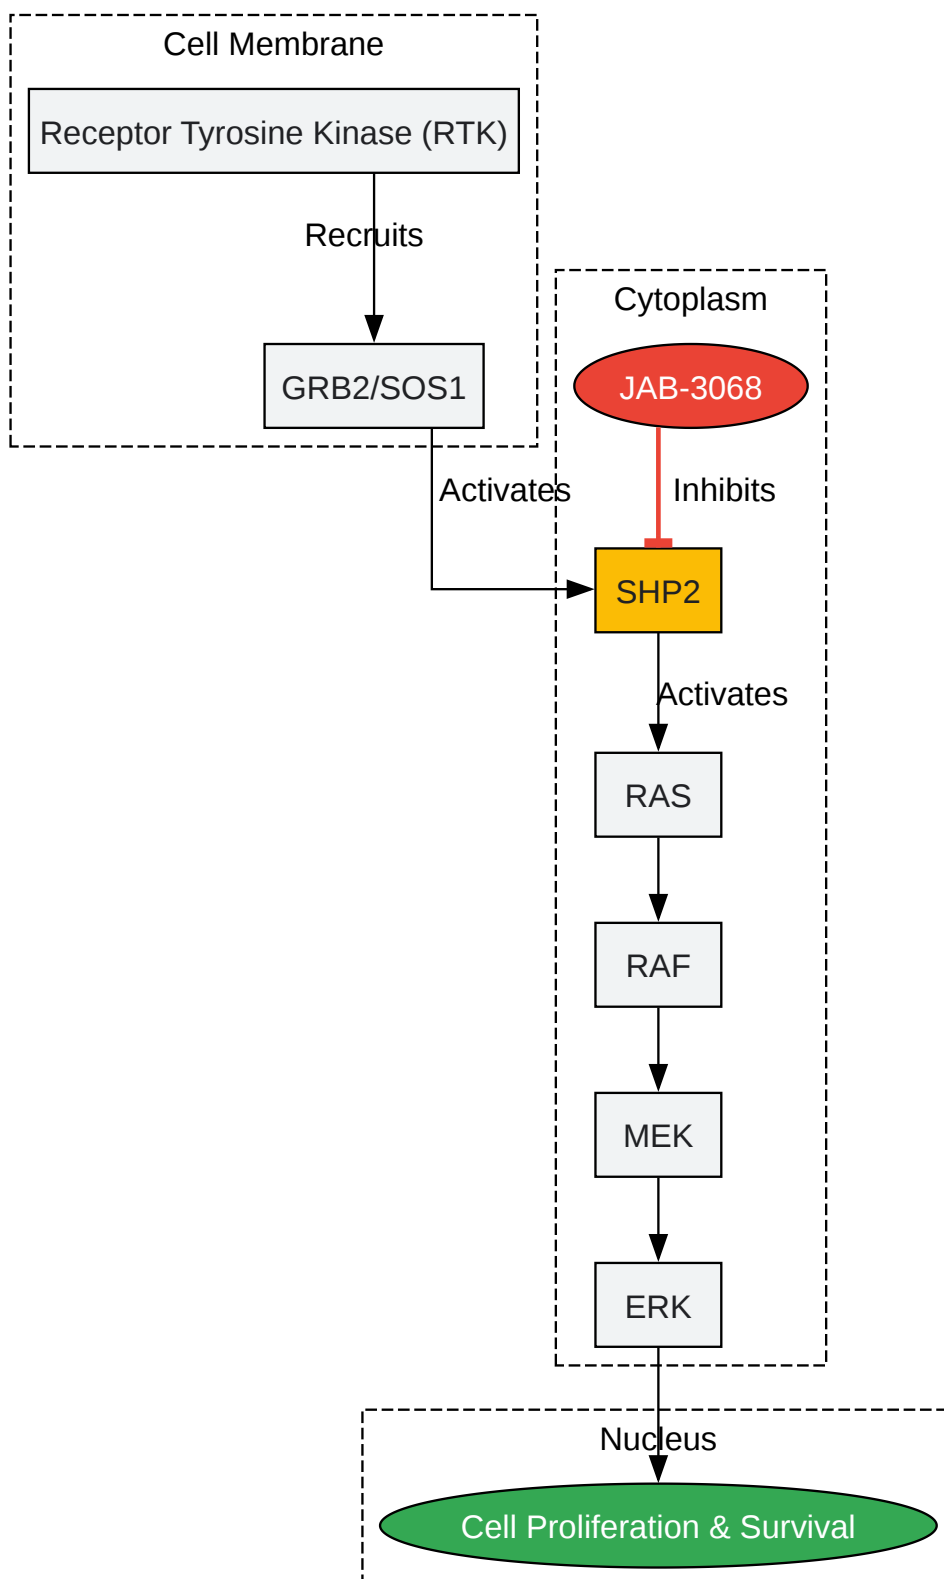 Cell Membrane
Receptor Tyrosine Kinase (RTK)
Recruits
GRB2/SOS1
Activates
Cytoplasm
JAB-3068
Inhibits
SHP2
Activates
RAS
RAF
MEK
ERK
Nucleus
Cell Proliferation & Survival